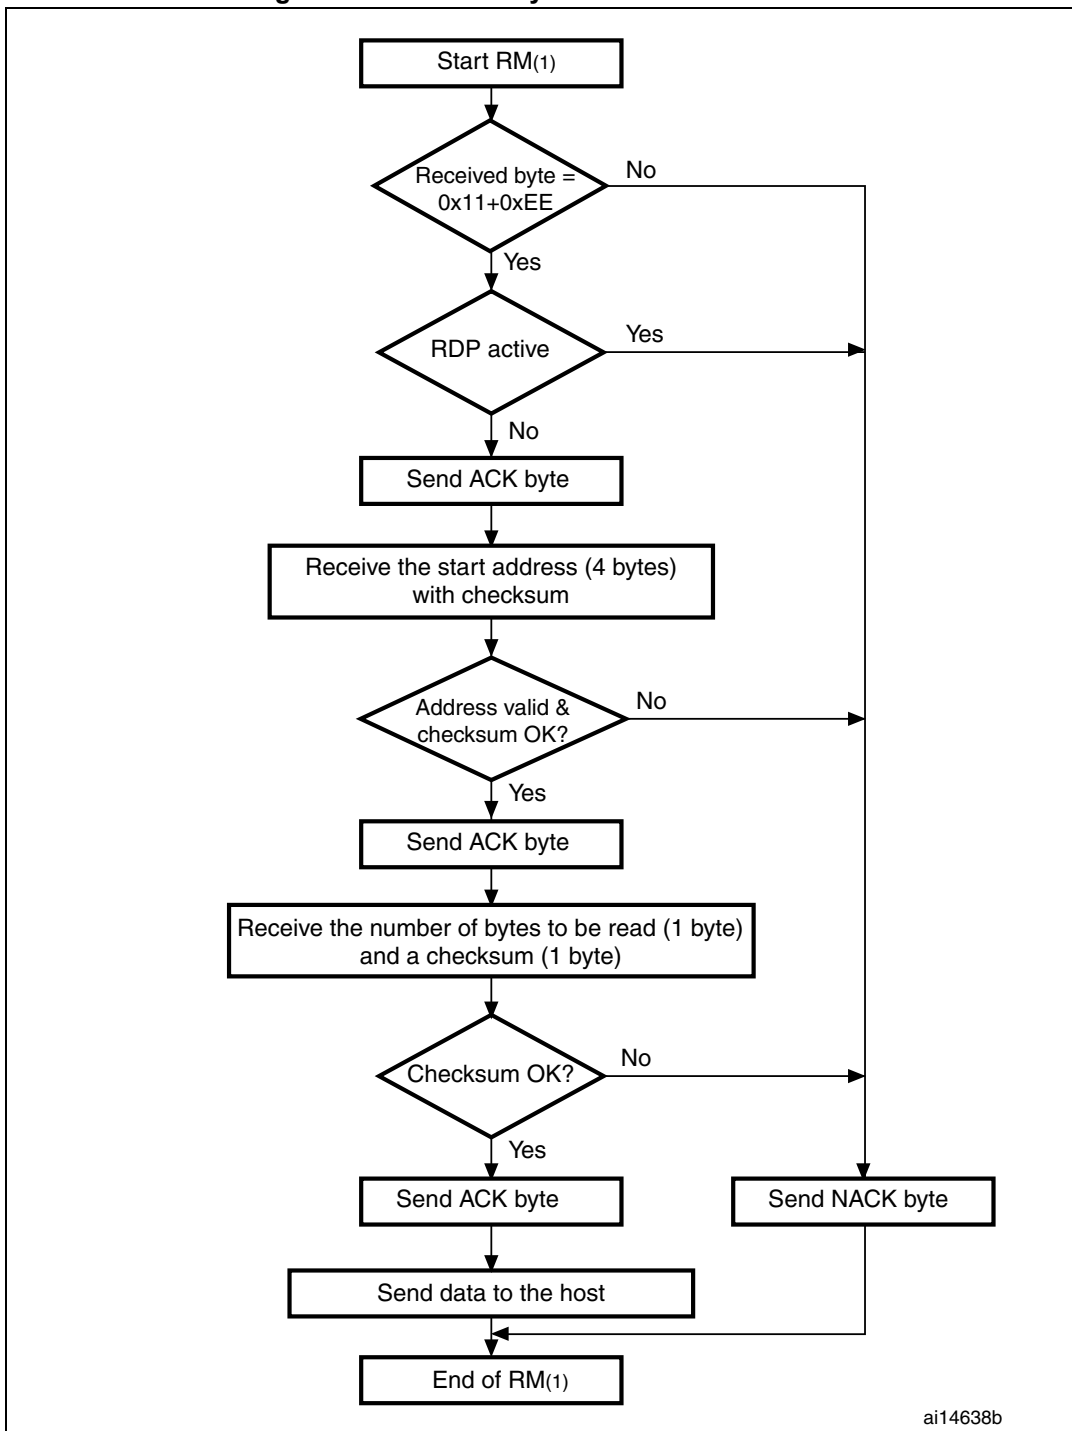 Start RM(1)
Received byte =
0x11+0xEE
No
Yes
RDP active
Yes
No
Send ACK byte
Receive the start address (4 bytes)
with checksum
Address valid &
checksum OK?
No
Yes
Send ACK byte
Receive the number of bytes to be read (1 byte)
and a checksum (1 byte)
Checksum OK?
No
Yes
Send ACK byte
Send NACK byte
Send data to the host
End of RM(1)
ai14638b